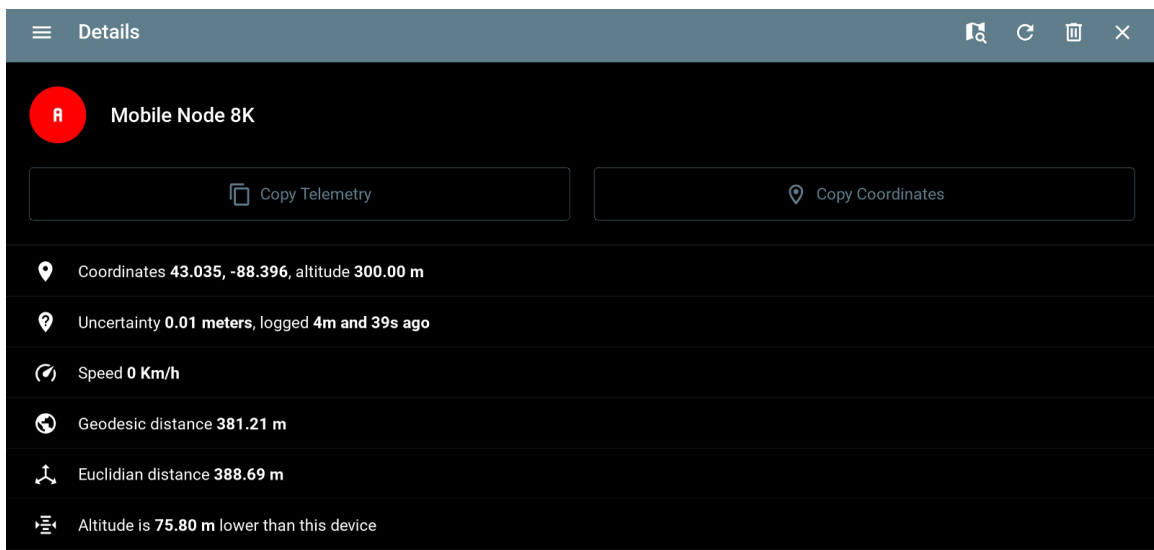 Details
A
Mobile Node 8K
Copy Telemetry
Copy Coordinates
Coordinates 43.035, -88.396, altitude 300.00 m
Uncertainty 0.01 meters, logged 4m and 39s ago
Speed 0 Km/h
Geodesic distance 381.21 m
Euclidian distance 388.69 m
Altitude is 75.80 m lower than this device